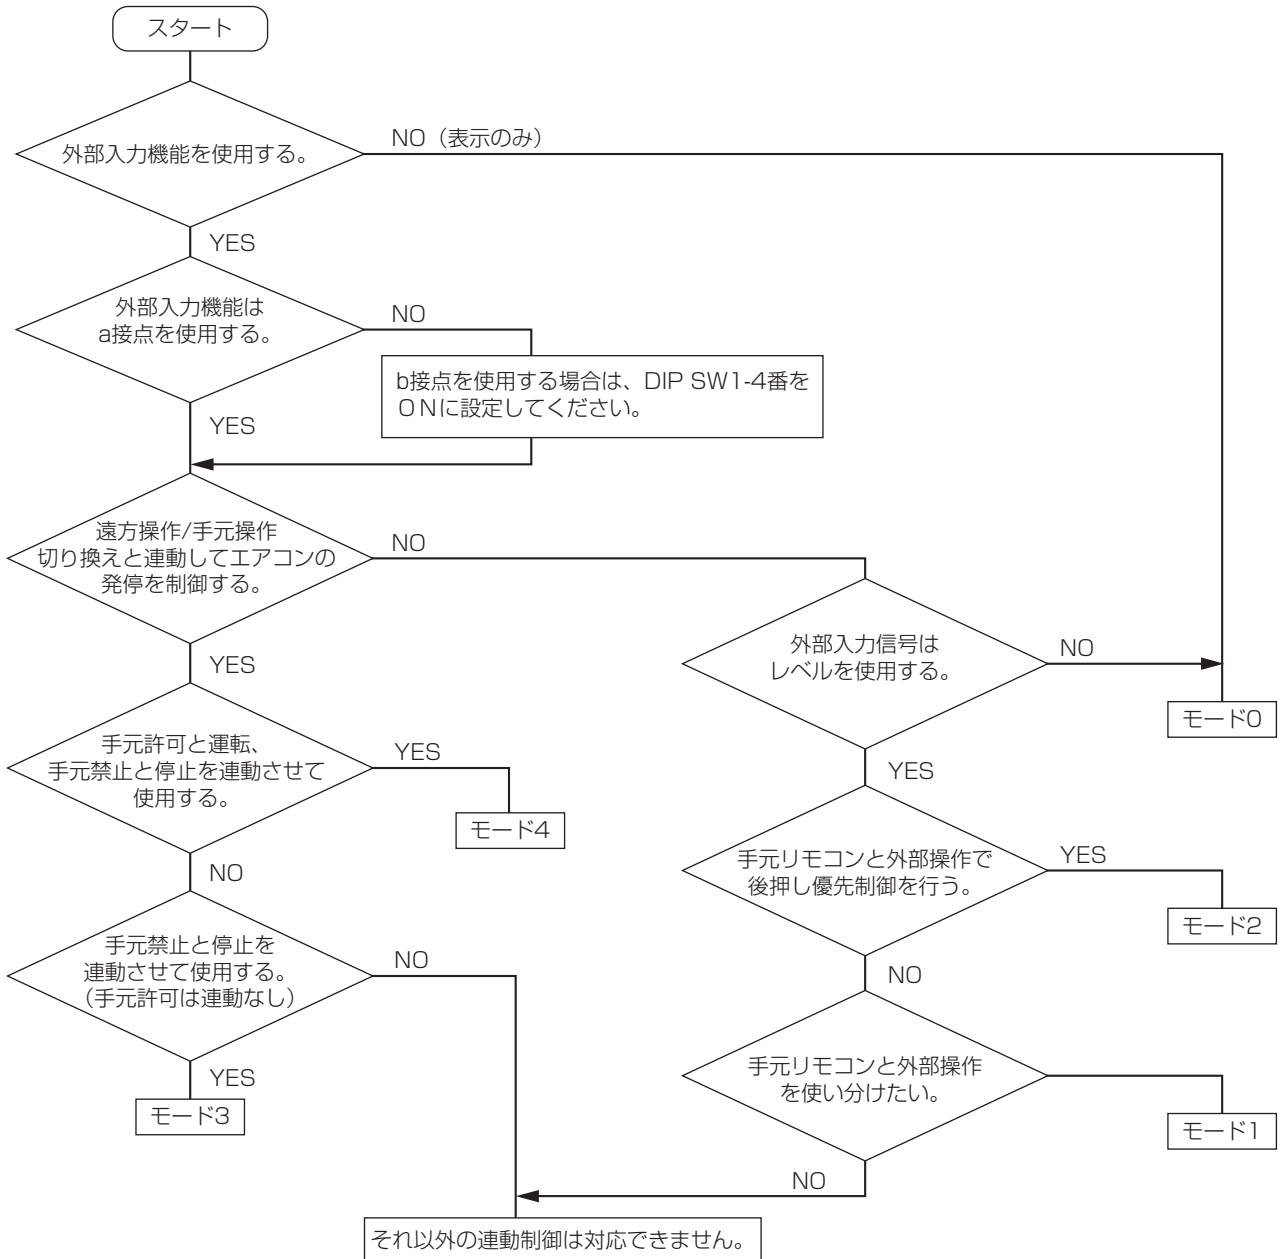 スタート
外部入力機能を使用する。
NO（表示のみ）
YES
外部入力機能は
a接点を使用する。
NO
b接点を使用する場合は、DIP SW1-4番を
ＯＮに設定してください。
YES
遠方操作/手元操作
切り換えと連動してエアコンの
発停を制御する。
NO
外部入力信号は
レベルを使用する。
NO
モード0
YES
YES
手元許可と運転、
手元禁止と停止を連動させて
使用する。
YES
モード4
手元リモコンと外部操作で
後押し優先制御を行う。
YES
モード2
NO
手元禁止と停止を
連動させて使用する。
（手元許可は連動なし）
NO
NO
手元リモコンと外部操作
を使い分けたい。
モード1
YES
モード3
NO
それ以外の連動制御は対応できません。